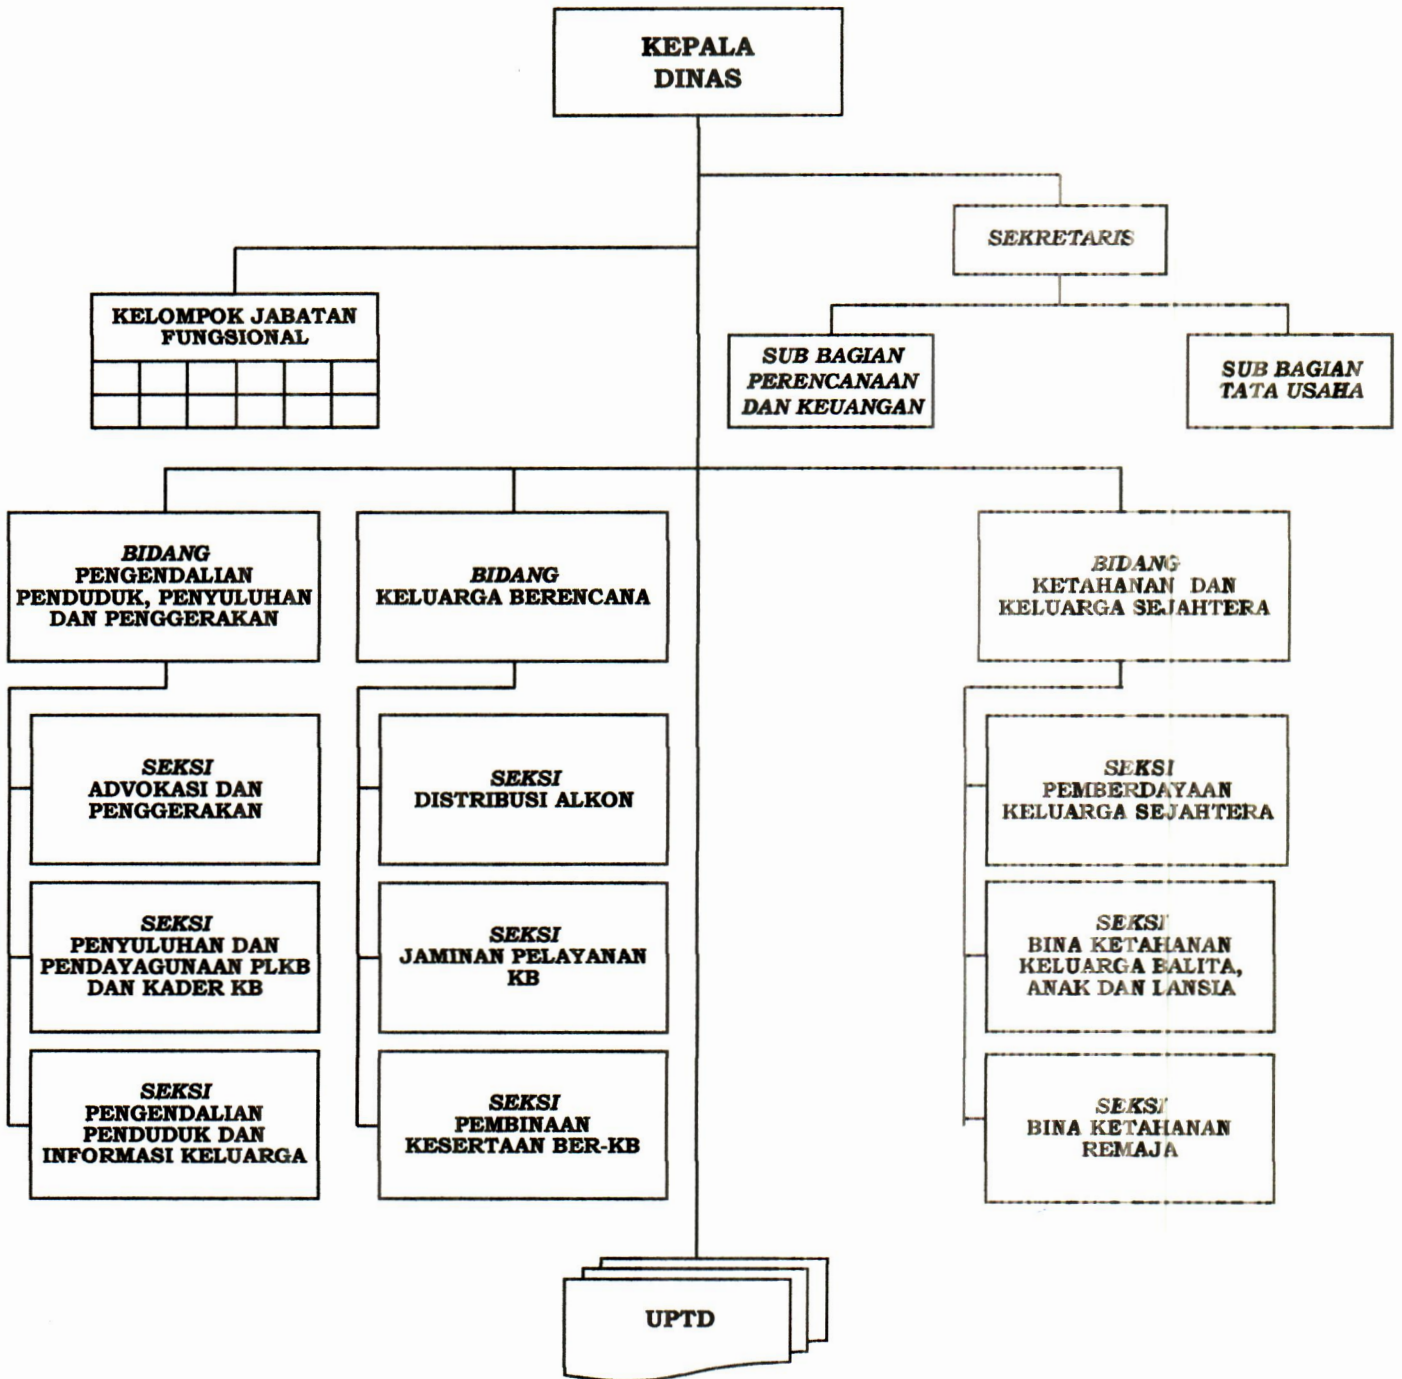 KEPALA
DINAS
SEKRETARIS
KELOMPOK JABATAN
FUNGSIONAL
SUB BAGIAN
PERENCANAAN
DAN KEUANGAN
SUB BAGIAN
TATA USAHA
BIDANG
PENGENDALIAN
PENDUDUK, PENYULUHAN
DAN PENGGERAKAN
BIDANG
KELUARGA BERENCANA
BIDANG
KETAHANAN DAN
KELUARGA SEJAHTERA
SEKSI
ADVOKASI DAN
PENGGERAKAN
SEKSI
DISTRIBUSI ALKON
SEKSI
PEMBERDAYAAN
KELUARGA SEJAHTERA
SEKSI
PENYULUHAN DAN
PENDAYAGUNAAN PLKB
DAN KADER KB
SEKSI
JAMINAN PELAYANAN
KB
SEKSI
BINA KETAHANAN
KELUARGA BALITA,
ANAK DAN LANSIA
SEKSI
PENGENDALIAN
PENDUDUK DAN
INFORMASI KELUARGA
SEKSI
PEMBINAAN
KESERTAAN BER-KB
SEKSI
BINA KETAHANAN
REMAJA
UPTD